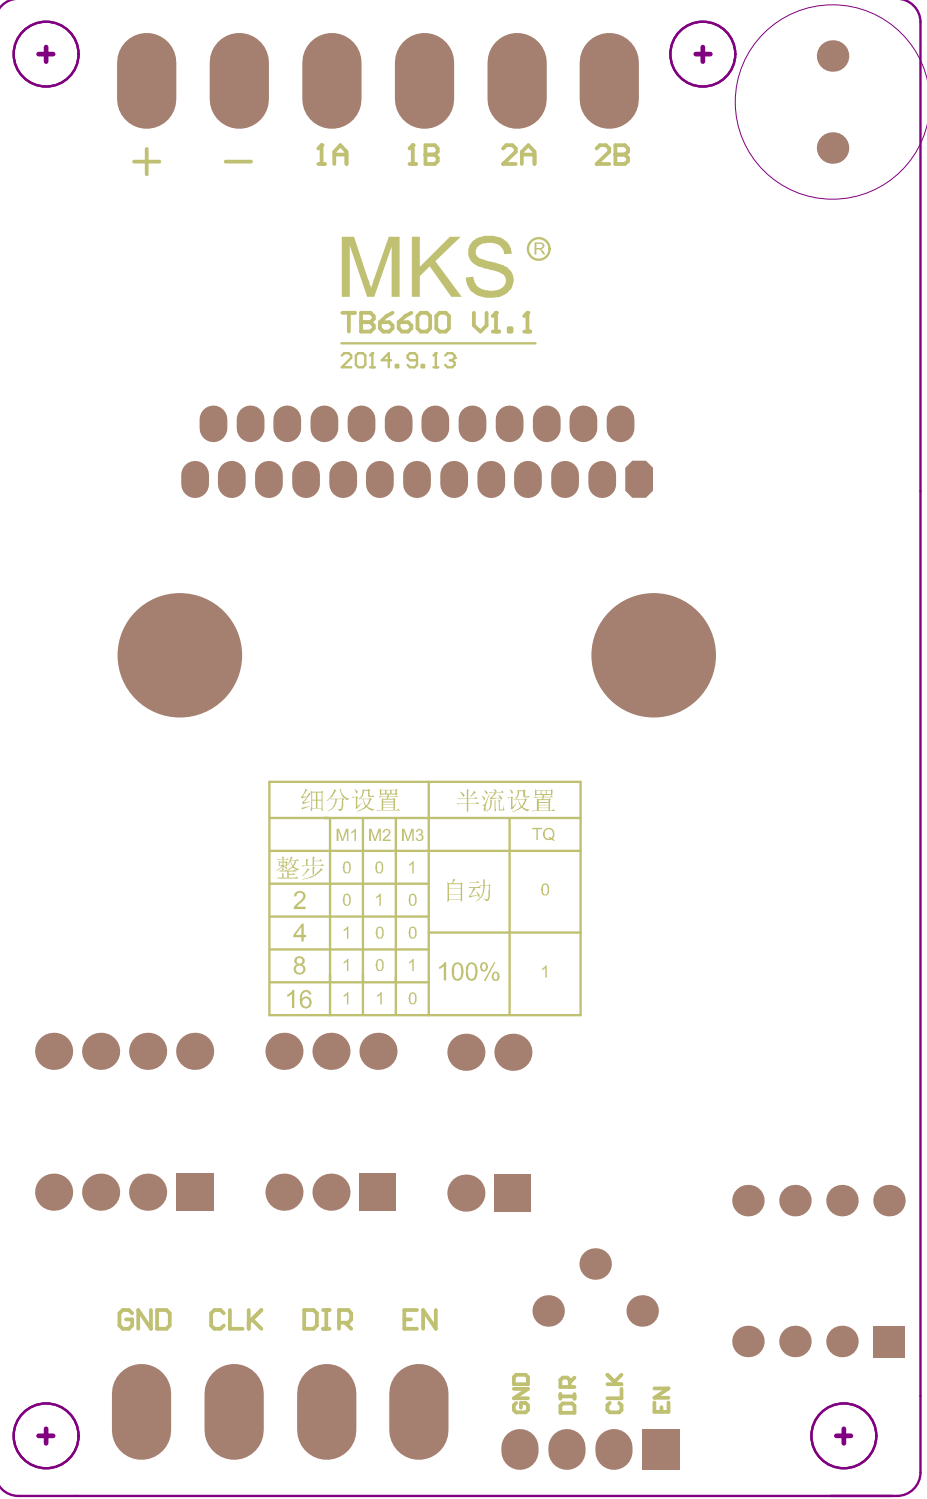 + − 1A 1B 2A 2B
MKS®
TB6600 V1.1
2014.9.13
细分设置 半流设置
M1 M2 M3 TQ
整步 0 0 1
自动 0
2 0 1 0
4 1 0 0
8 1 0 1
100% 1
16 1 1 0
GND CLK DIR EN
GND DIR CLK EN